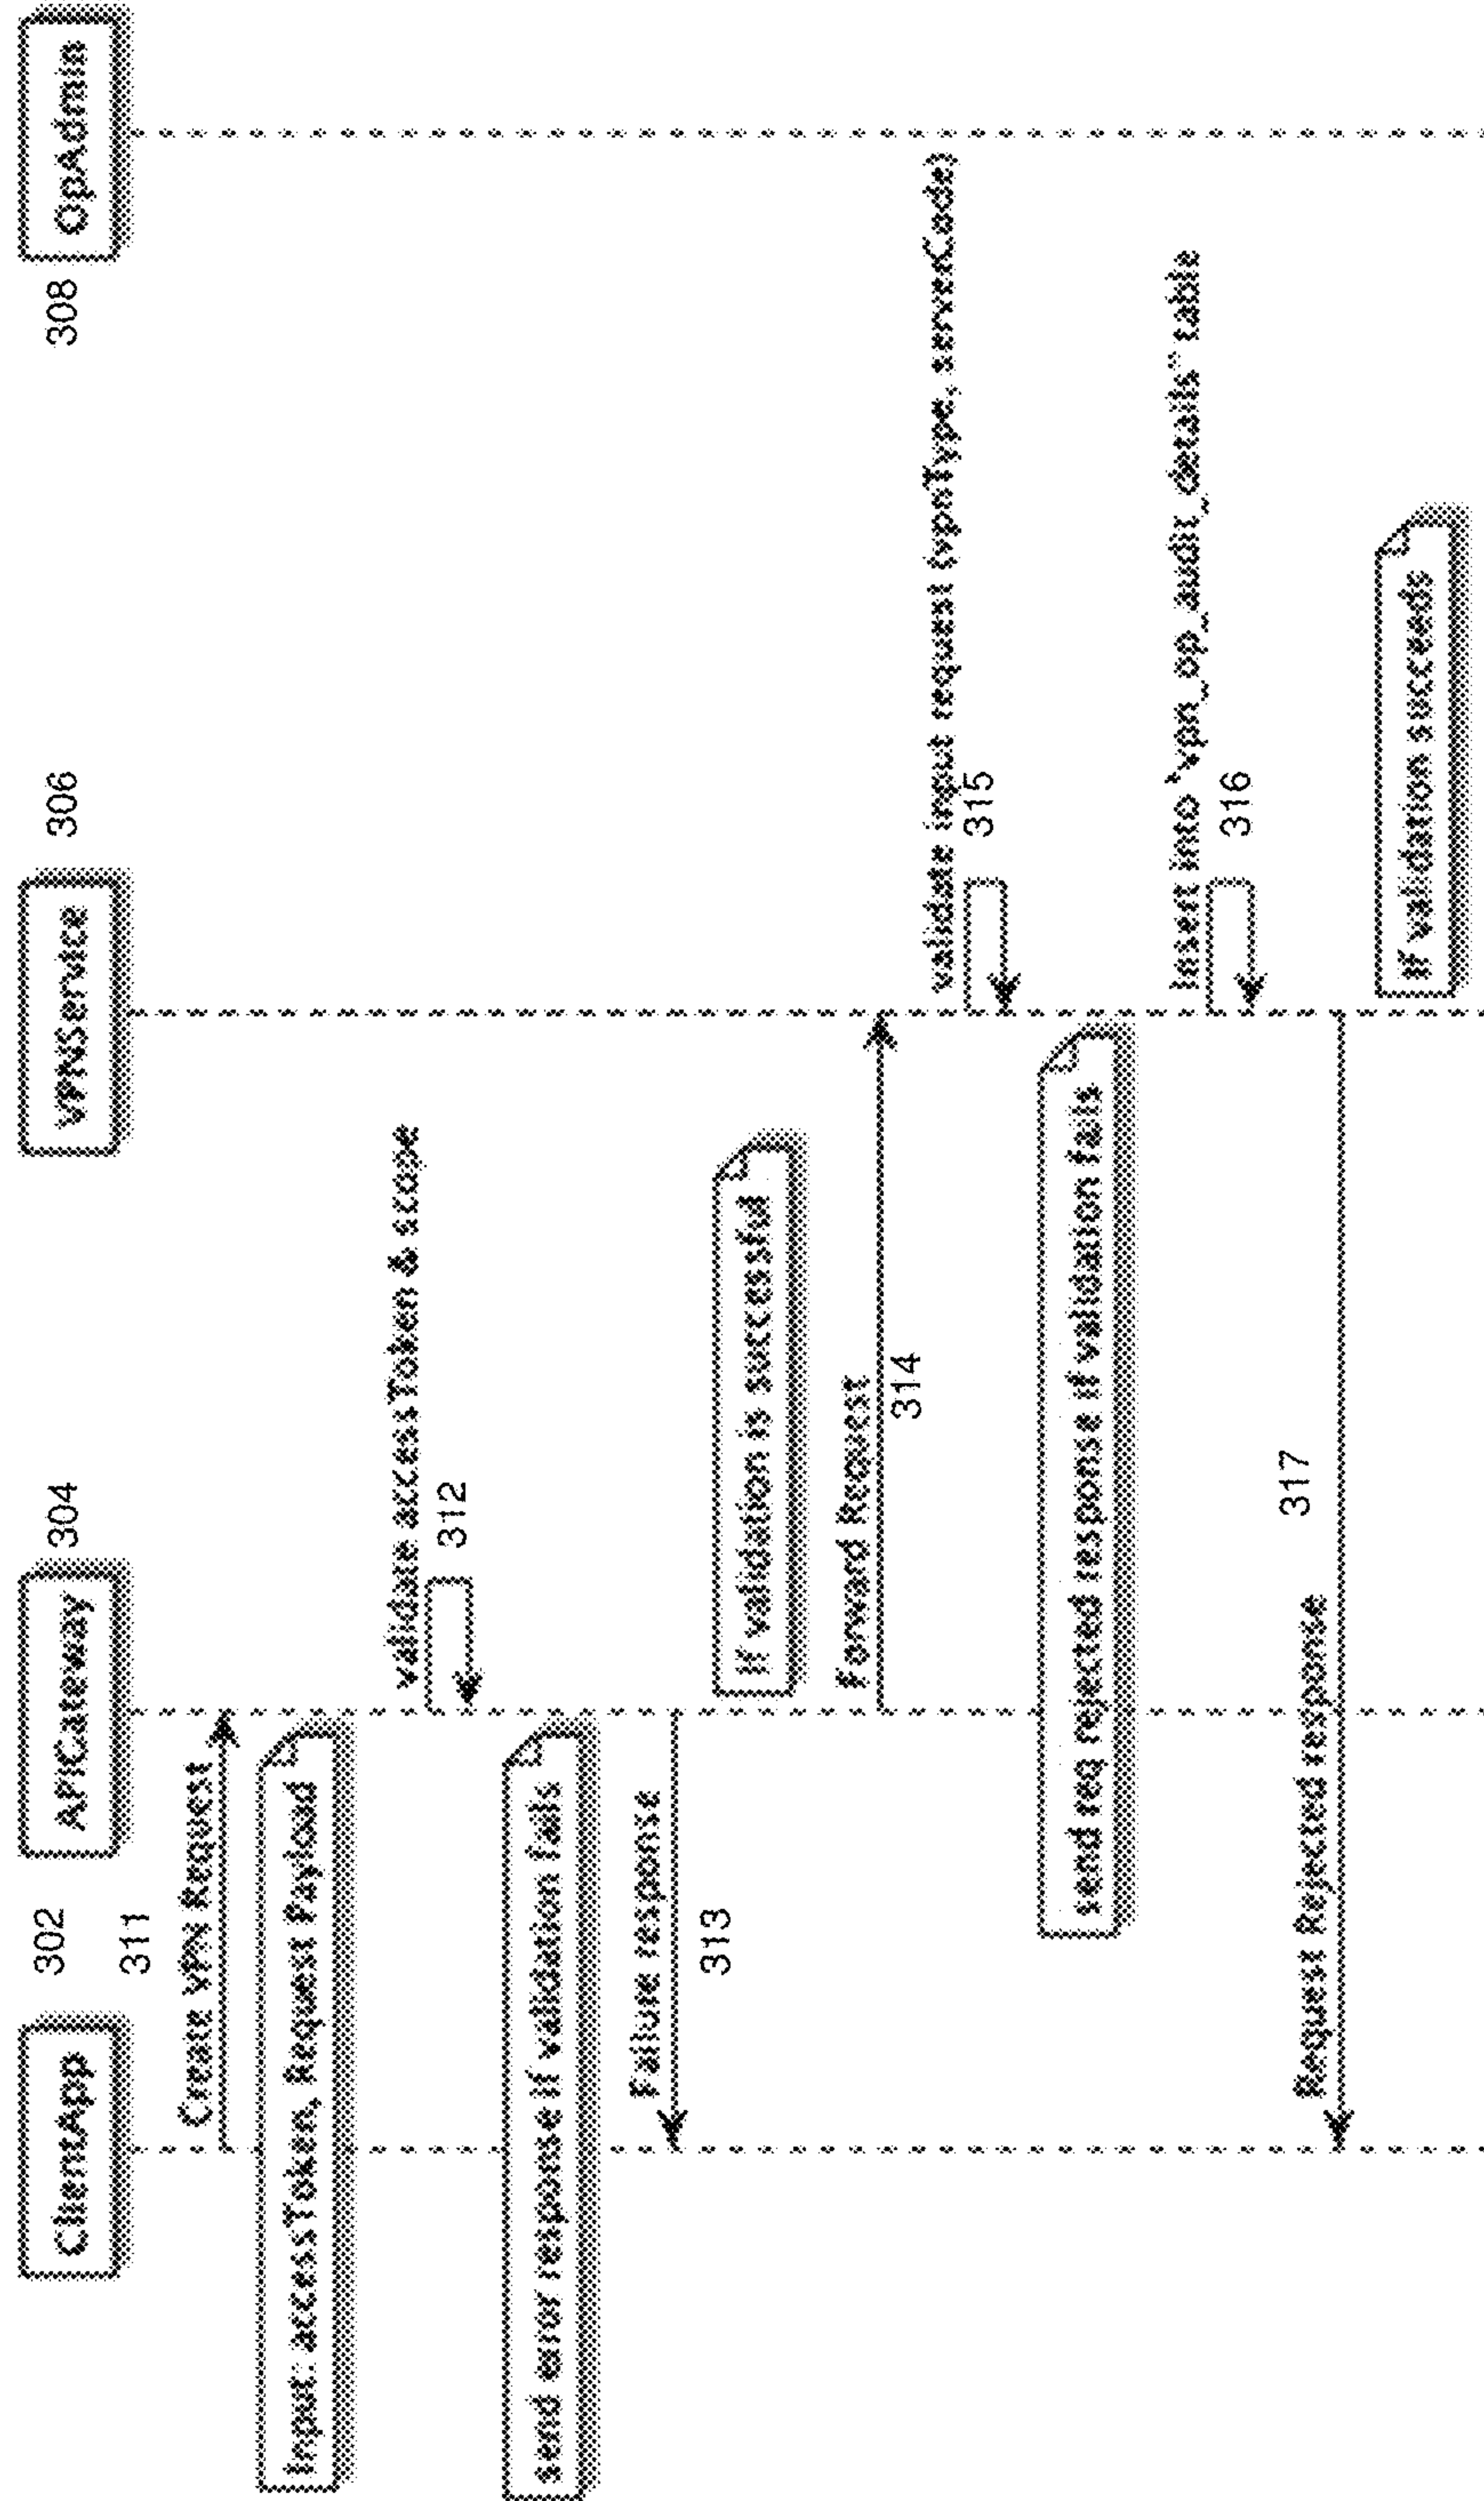 ClientApp
302
APIGateway
304
VPNService
306
308
OpAdmin
311
Create VPN Request
Input: accessToken, Request Payload
validate accessToken & scope
312
send error response if validation fails
Failure response
313
If validation is successful
Forward Request
314
validate input request (vpnType, serverCode)
315
send req rejected response if validation fails
Insert into 'vpn_op_audit_details' table
316
317
Request Rejected response
If validation succeeds